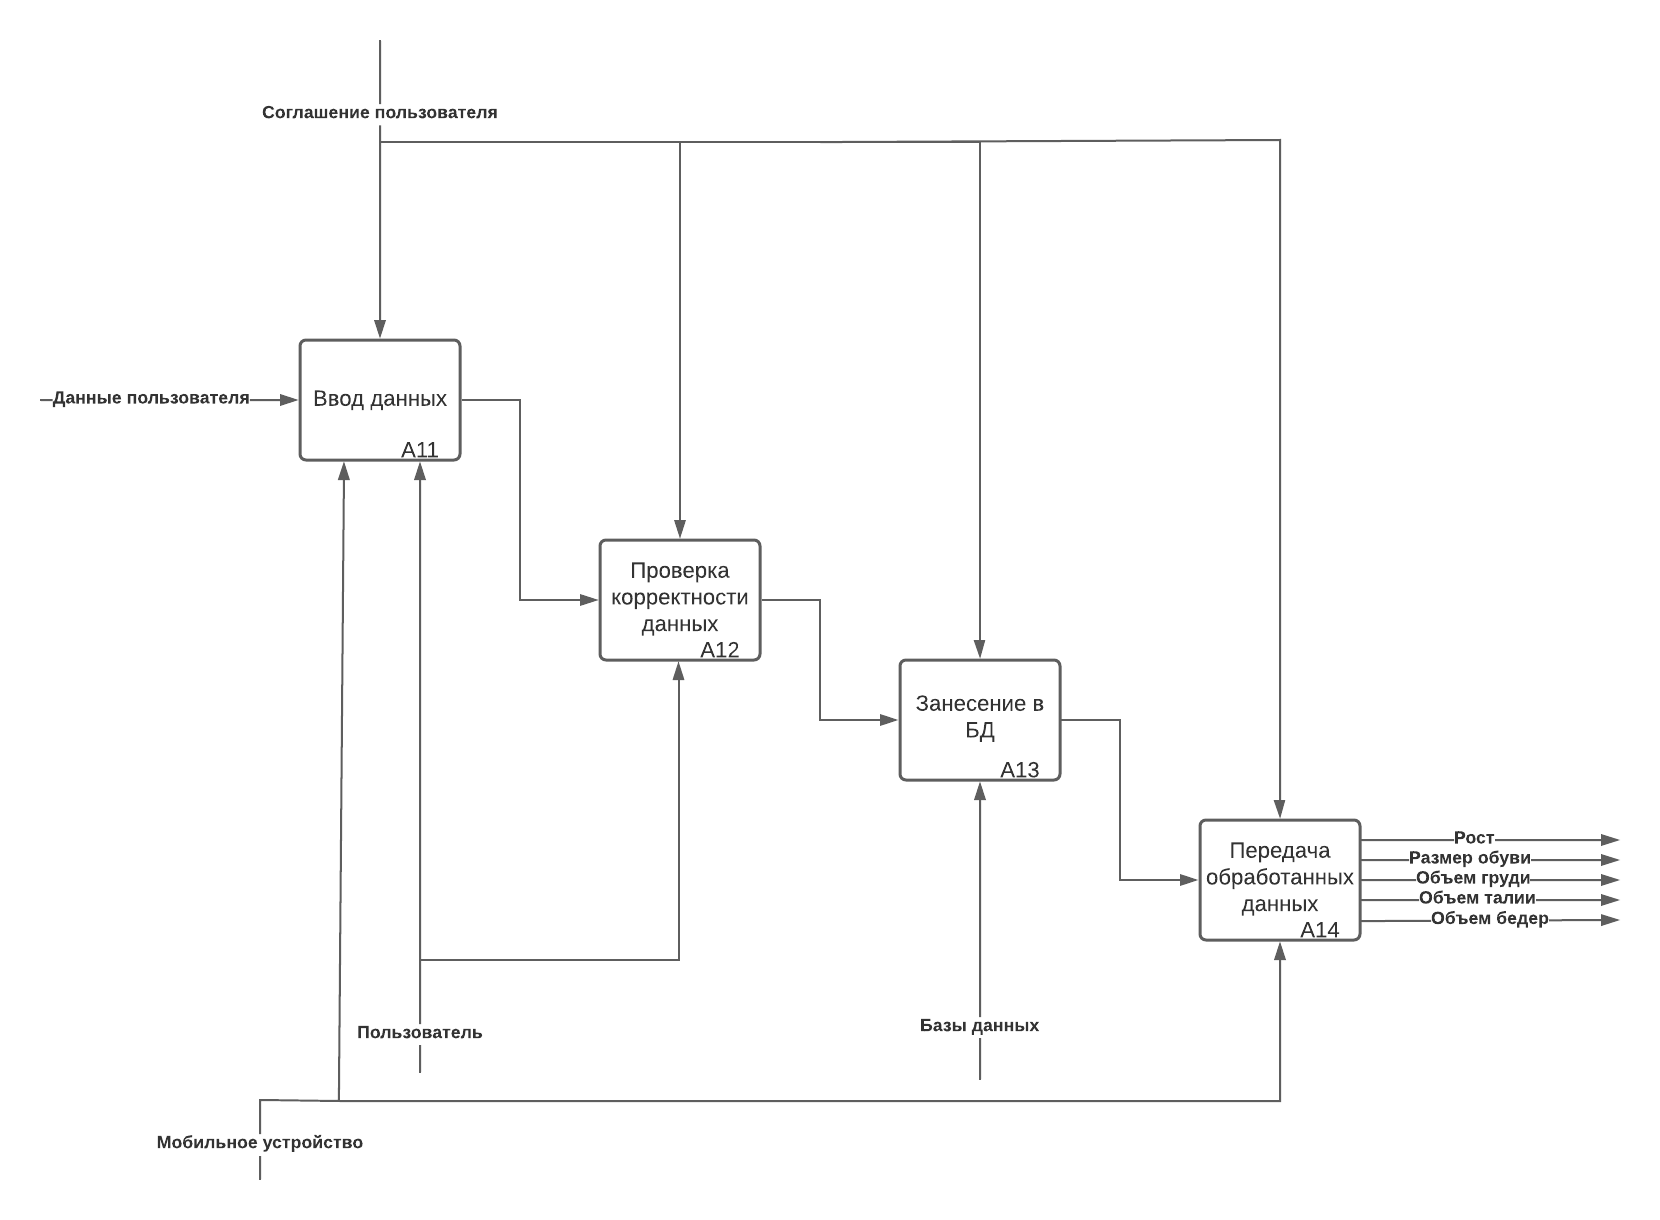 Соглашение пользователя
Данные пользователя
Ввод данных
A11
Проверка
корректности
данных
A12
Занесение в
БД
A13
Передача
обработанных
данных
A14
Рост
Размер обуви
Объем груди
Объем талии
Объем бедер
Пользователь
Базы данных
Мобильное устройство